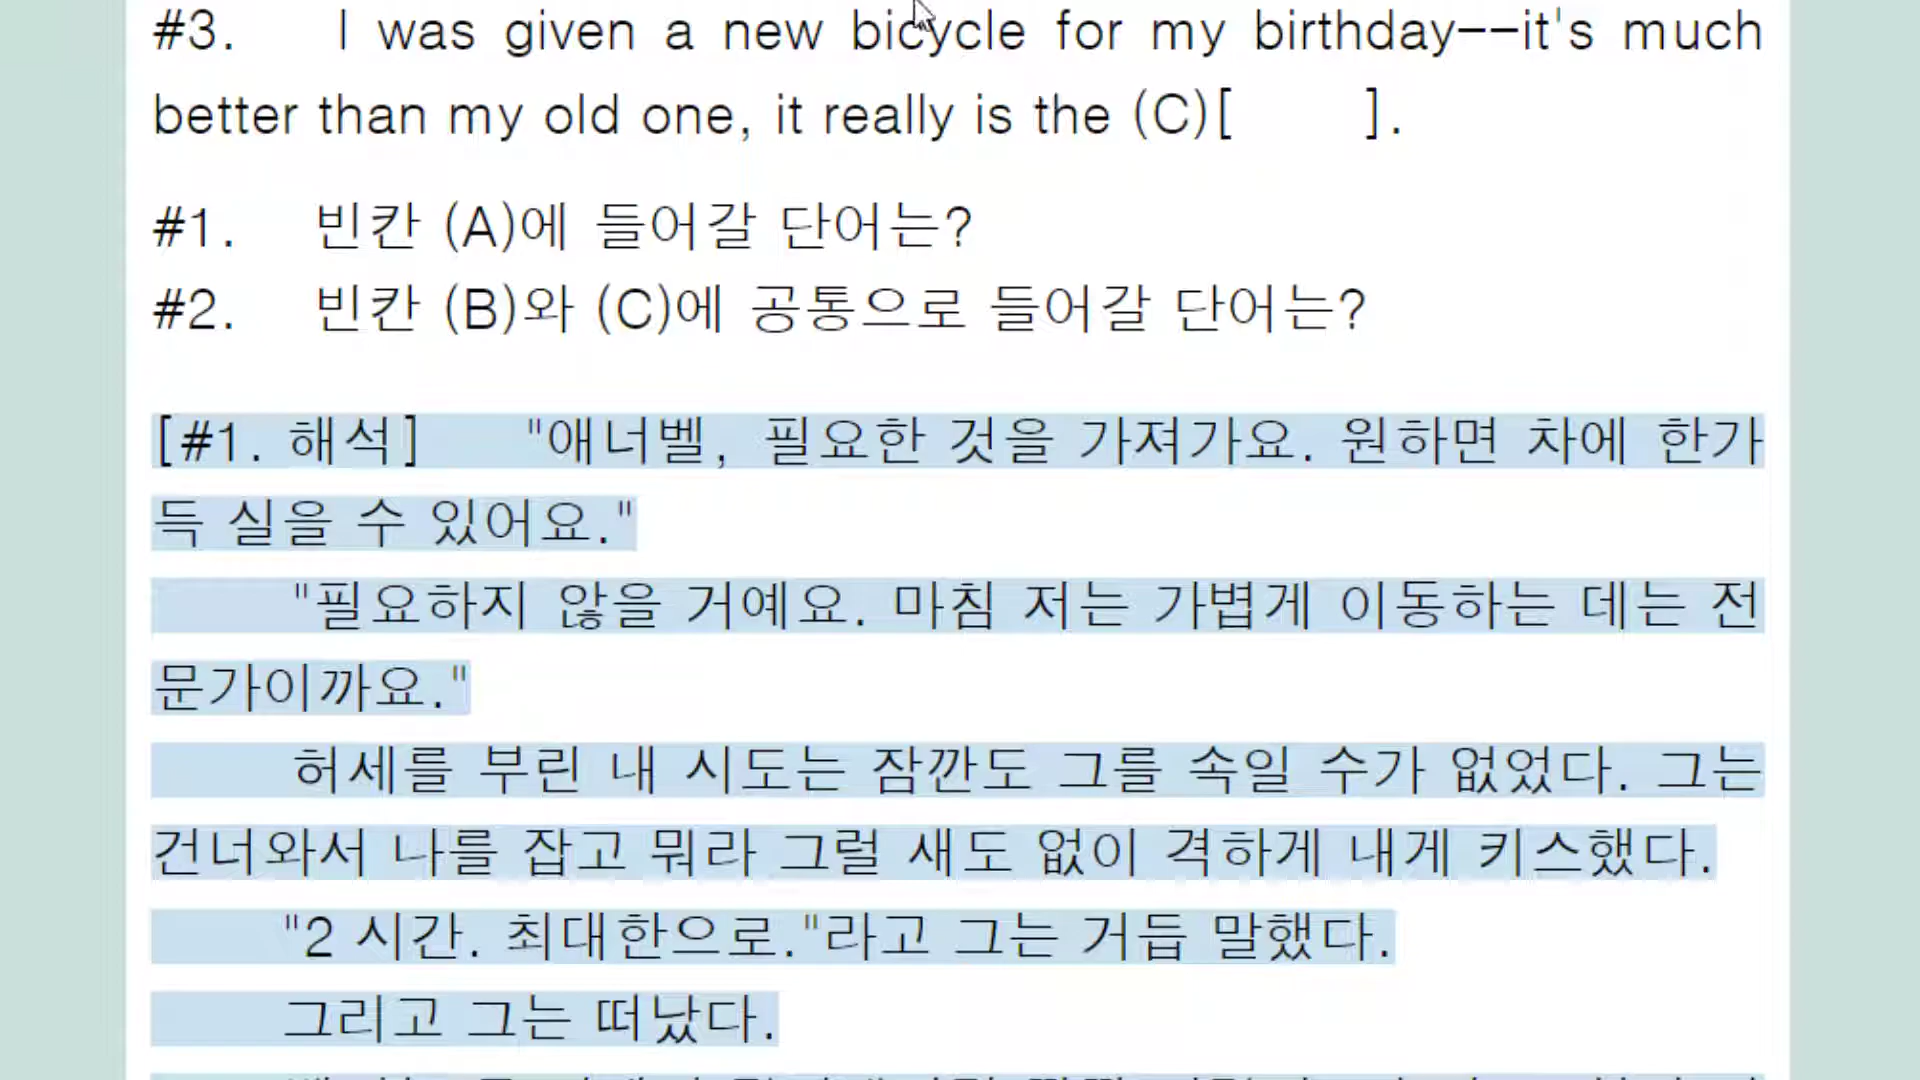 #3. I was given a new bicycle for my birthday--it's much
better than my old one, it really is the (C)[ ].
#1. 빈칸 (A)에 들어갈 단어는?
#2. 빈칸 (B)와 (C)에 공통으로 들어갈 단어는?
[#1. 해석] "애너벨, 필요한 것을 가져가요. 원하면 차에 한가
득 실을 수 있어요."
"필요하지 않을 거예요. 마침 저는 가볍게 이동하는 데는 전
문가이까요."
허세를 부린 내 시도는 잠깐도 그를 속일 수가 없었다. 그는
건너와서 나를 잡고 뭐라 그럴 새도 없이 격하게 내게 키스했다.
"2 시간. 최대한으로."라고 그는 거듭 말했다.
그리고 그는 떠났다.